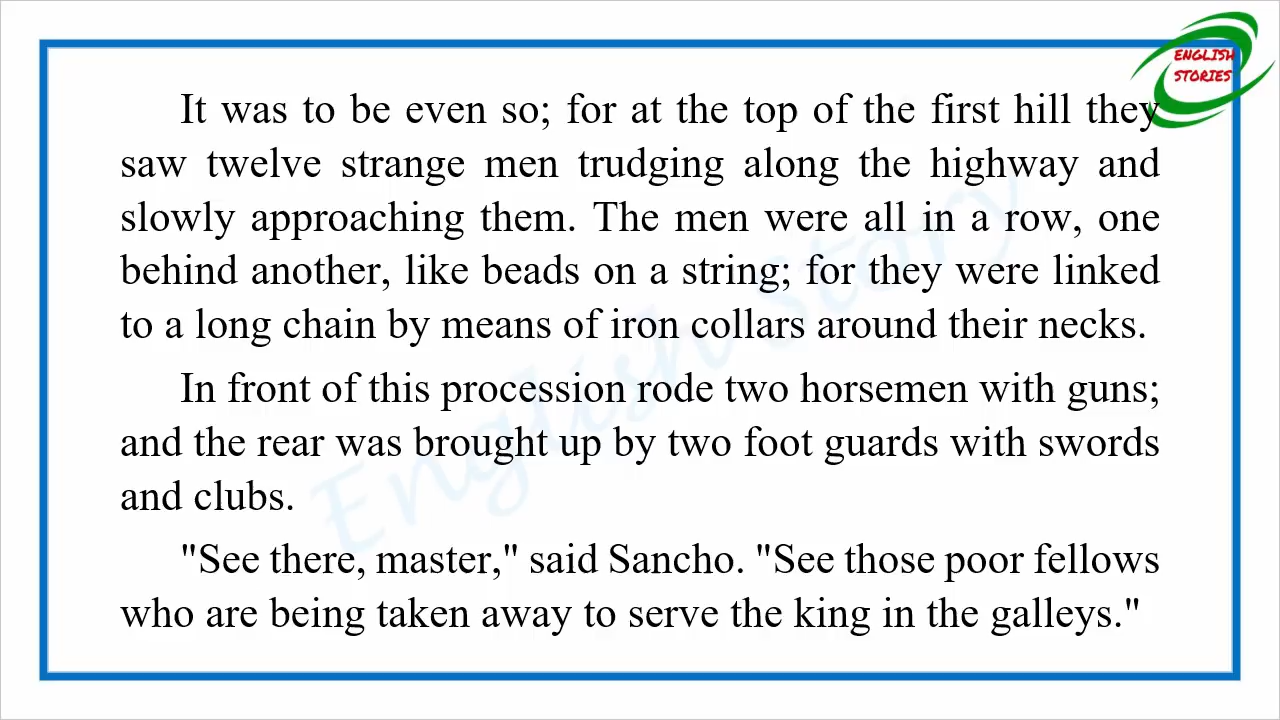 ENGLISH
STORIES
It was to be even so; for at the top of the first hill they
saw twelve strange men trudging along the highway and
slowly approaching them. The men were all in a row, one
behind another, like beads on a string; for they were linked
to a long chain by means of iron collars around their necks.
In front of this procession rode two horsemen with guns;
and the rear was brought up by two foot guards with swords
and clubs.
"See there, master," said Sancho. "See those poor fellows
who are being taken away to serve the king in the galleys."
English Story